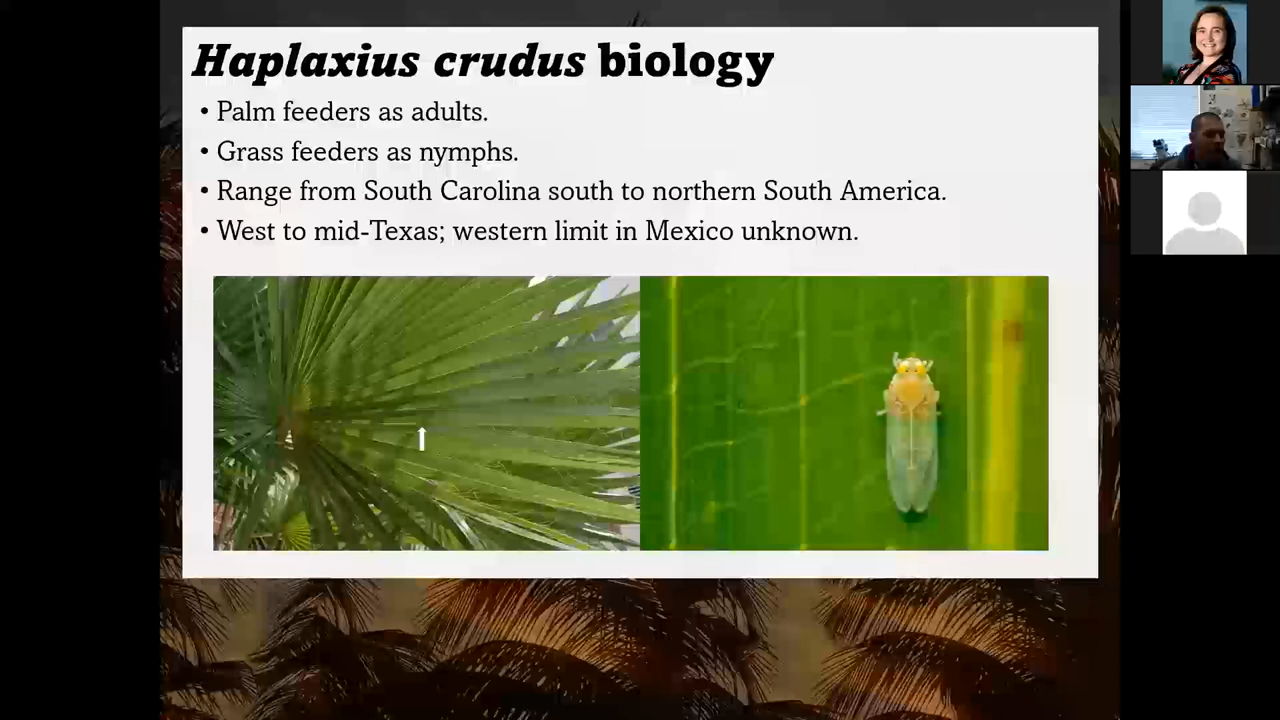 Haplaxius crudus biology
• Palm feeders as adults.
• Grass feeders as nymphs.
• Range from South Carolina south to northern South America.
• West to mid-Texas; western limit in Mexico unknown.